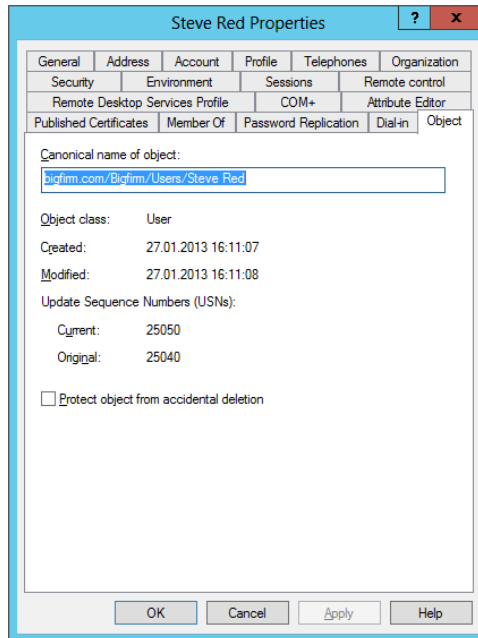 Steve Red Properties
? x
General Address Account Profile Telephones Organization
Security Environment Sessions Remote control
Remote Desktop Services Profile COM+ Attribute Editor
Published Certificates Member Of Password Replication Dial-in Object
Canonical name of object:
bigfirm.com/Bigfirm/Users/Steve Red
Object class: User
Created: 27.01.2013 16:11:07
Modified: 27.01.2013 16:11:08
Update Sequence Numbers (USNs):
Current: 25050
Original: 25040
Protect object from accidental deletion
OK Cancel Apply Help